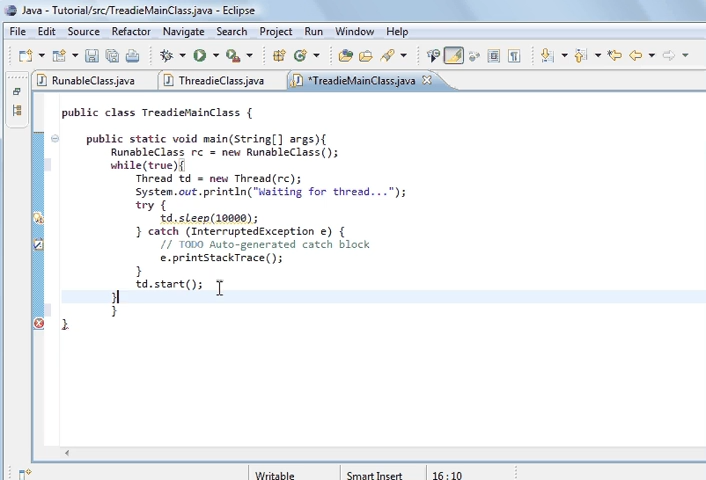 Java - Tutorial/src/TreadieMainClass.java - Eclipse
File Edit Source Refactor Navigate Search Project Run Window Help
RunableClass.java ThreadieClass.java *TreadieMainClass.java
public class TreadieMainClass {
public static void main(String[] args){
RunableClass rc = new RunableClass();
while(true){
Thread td = new Thread(rc);
System.out.println("Waiting for thread...");
try {
td.sleep(10000);
} catch (InterruptedException e) {
// TODO Auto-generated catch block
e.printStackTrace();
}
td.start();
}
}
}
Writable Smart Insert 16 : 10